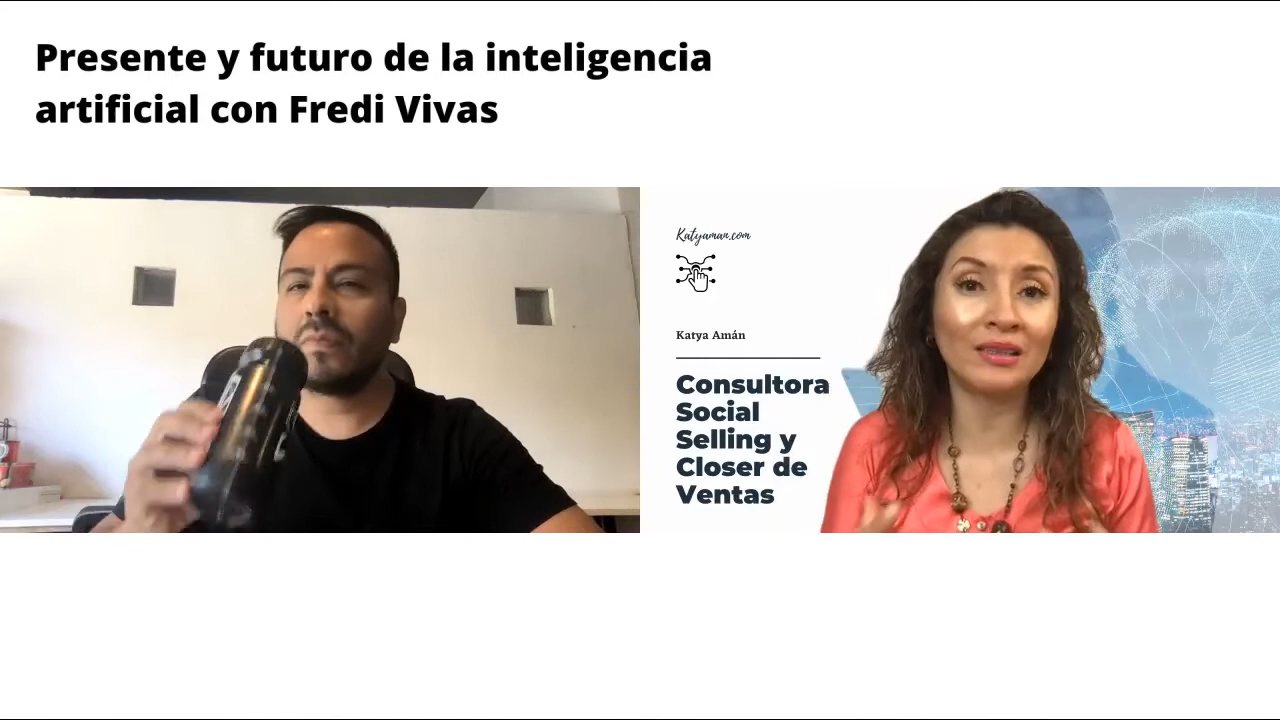 Presente y futuro de la inteligencia
artificial con Fredi Vivas
Katyaman.com
Katya Amán
Consultora
Social
Selling y
Closer de
Ventas